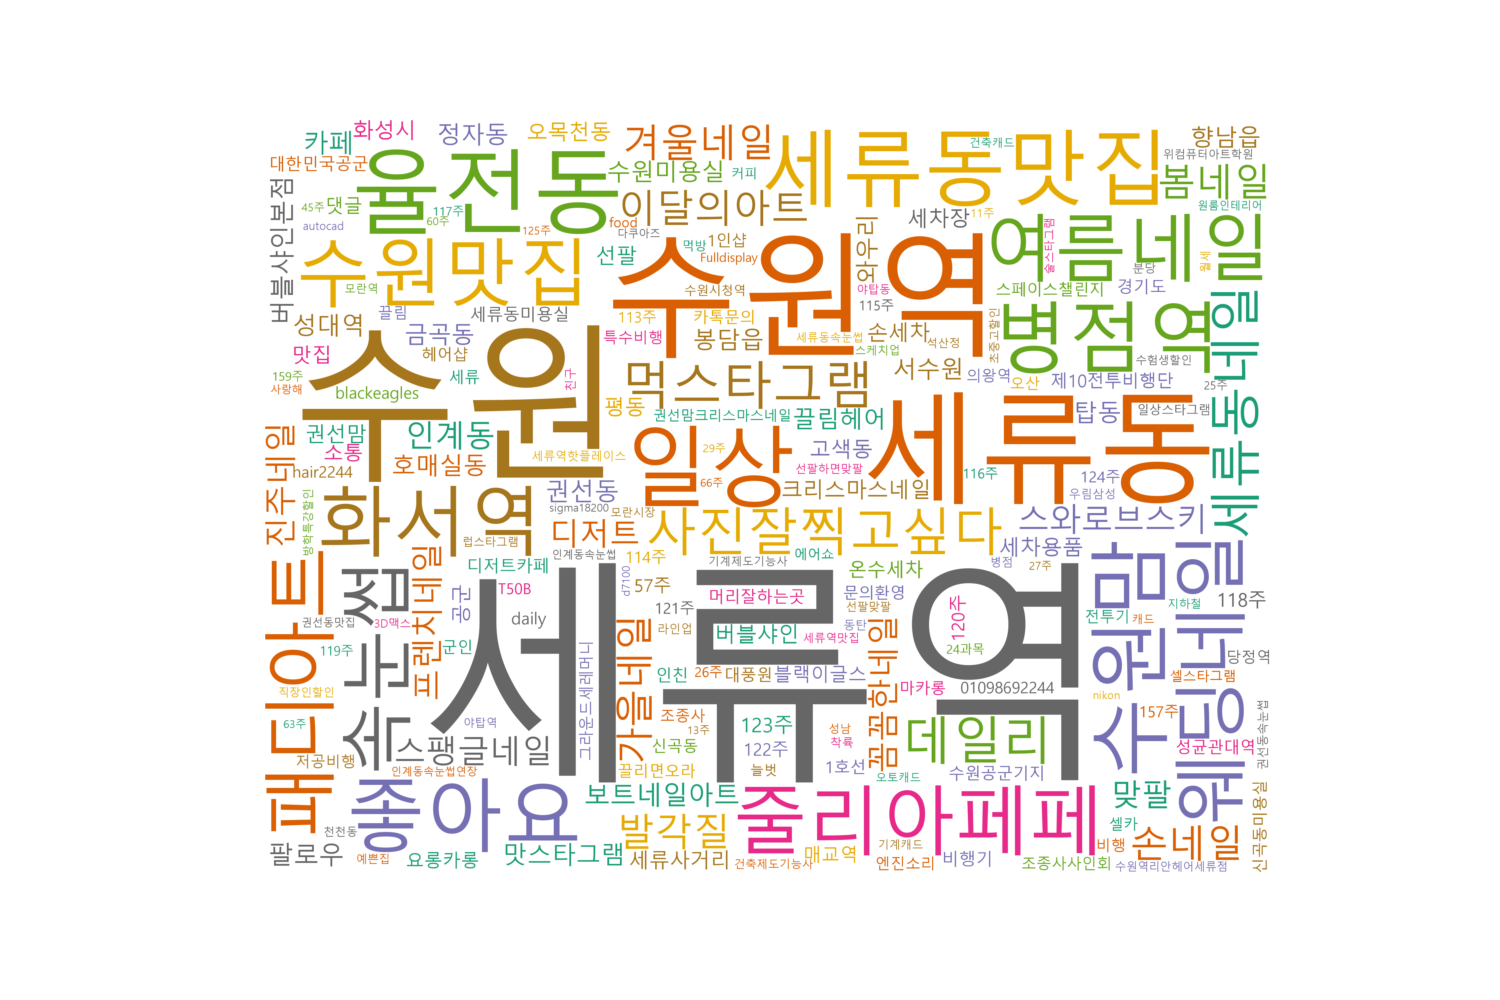 세류역
수원
수원역
세류동
세류동맛집
율전동
수원맛집
여름네일
병점역
일상
화서역
줄리아페페
좋아요
패디아트
속눈썹
수원맘
웨딩네일
세류동네일
사진잘찍고싶다
먹스타그램
데일리
이달의아트
겨울네일
봄네일
손네일
발각질
진주네일
가을네일
프렌치네일
꼼꼼한네일
스와로브스키
스팽글네일
보트네일아트
맞팔
맛스타그램
인계동
디저트
호매실동
크리스마스네일
끌림헤어
카페
화성시
정자동
오목천동
대한민국공군
수원미용실
커피
건축캐드
향남읍
위컴퓨터아트학원
원룸인테리어
버블샤인본점
45주
댓글
117주
60주
autocad
125주
food
다쿠아즈
선팔
먹방
1인샵
Fulldisplay
와우리
세차장
11주
술스타그램
월세
분당
경기도
스페이스챌린지
모란역
끌림
세류동미용실
수원시청역
야탑동
115주
성대역
금곡동
113주
카톡문의
특수비행
봉담읍
세류동속눈썹
손세차
석산정
스케치업
초중고할인
수험생할인
맛집
헤어샵
159주
사랑해
blackeagles
세류
친구
서수원
의왕역
오산
제10전투비행단
25주
권선맘
소통
hair2244
평동
권선맘크리스마스네일
세류역핫플레이스
29주
고색동
탑동
일상스타그램
선팔하면맞팔
66주
116주
124주
우림삼성
권선동
sigma18200
모란시장
방학특강할인
럽스타그램
인계동속눈썹
114주
기계제도기능사
에어쇼
세차용품
병점
27주
디저트카페
T50B
공군
57주
d7100
머리잘하는곳
온수세차
문의환영
선팔맞팔
120주
전투기
지하철
캐드
118주
권선동맛집
3D맥스
daily
121주
라인업
버블샤인
동탄
세류역맛집
24과목
119주
군인
인친
26주
대풍원
블랙이글스
마카롱
01098692244
당정역
셀스타그램
직장인할인
nikon
63주
야탑역
그라운드세레머니
조종사
13주
123주
성남
착륙
157주
성균관대역
권선동속눈썹
저공비행
인계동속눈썹연장
신곡동
122주
끌리면오라
늘벗
1호선
오토캐드
수원공군기지
천천동
팔로우
예쁜집
요롱카롱
세류사거리
건축제도기능사
매교역
기계캐드
엔진소리
비행기
셀카
비행
조종사사인회
수원역리안헤어세류점
신곡동미용실